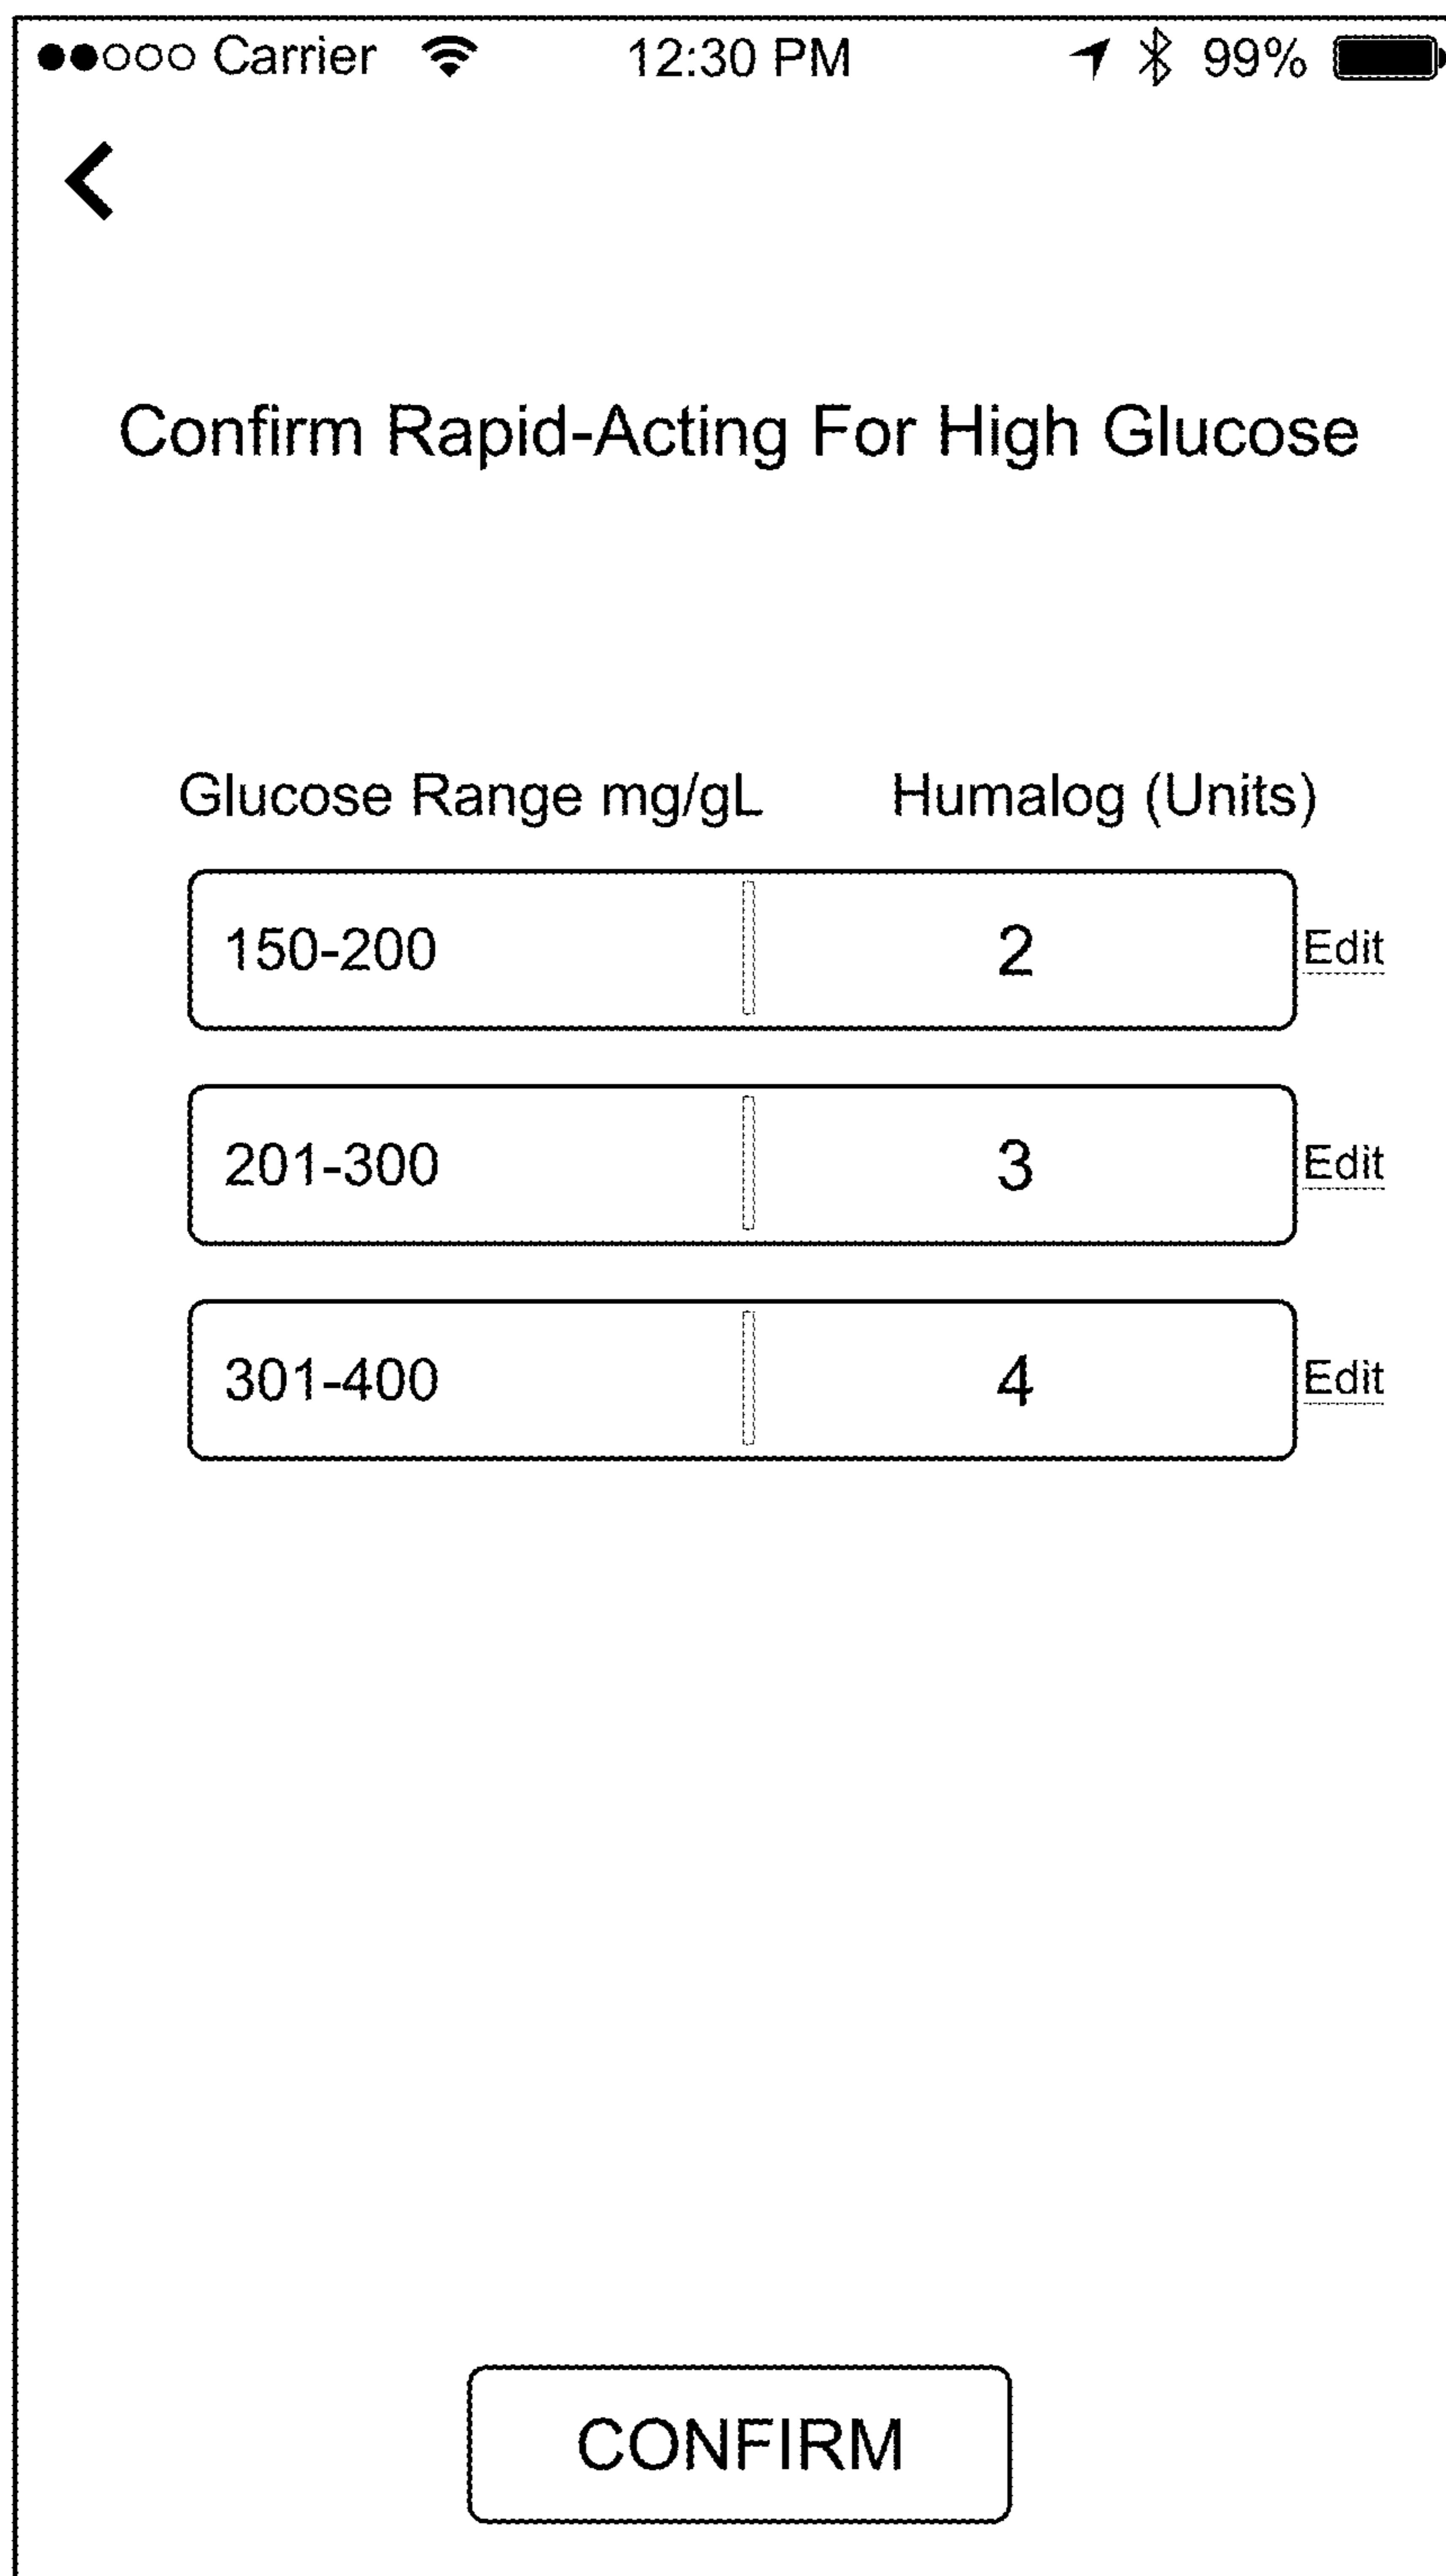 Carrier 12:30 PM 99%
Confirm Rapid-Acting For High Glucose
Glucose Range mg/gL Humalog (Units)
150-200 2 Edit
201-300 3 Edit
301-400 4 Edit
CONFIRM